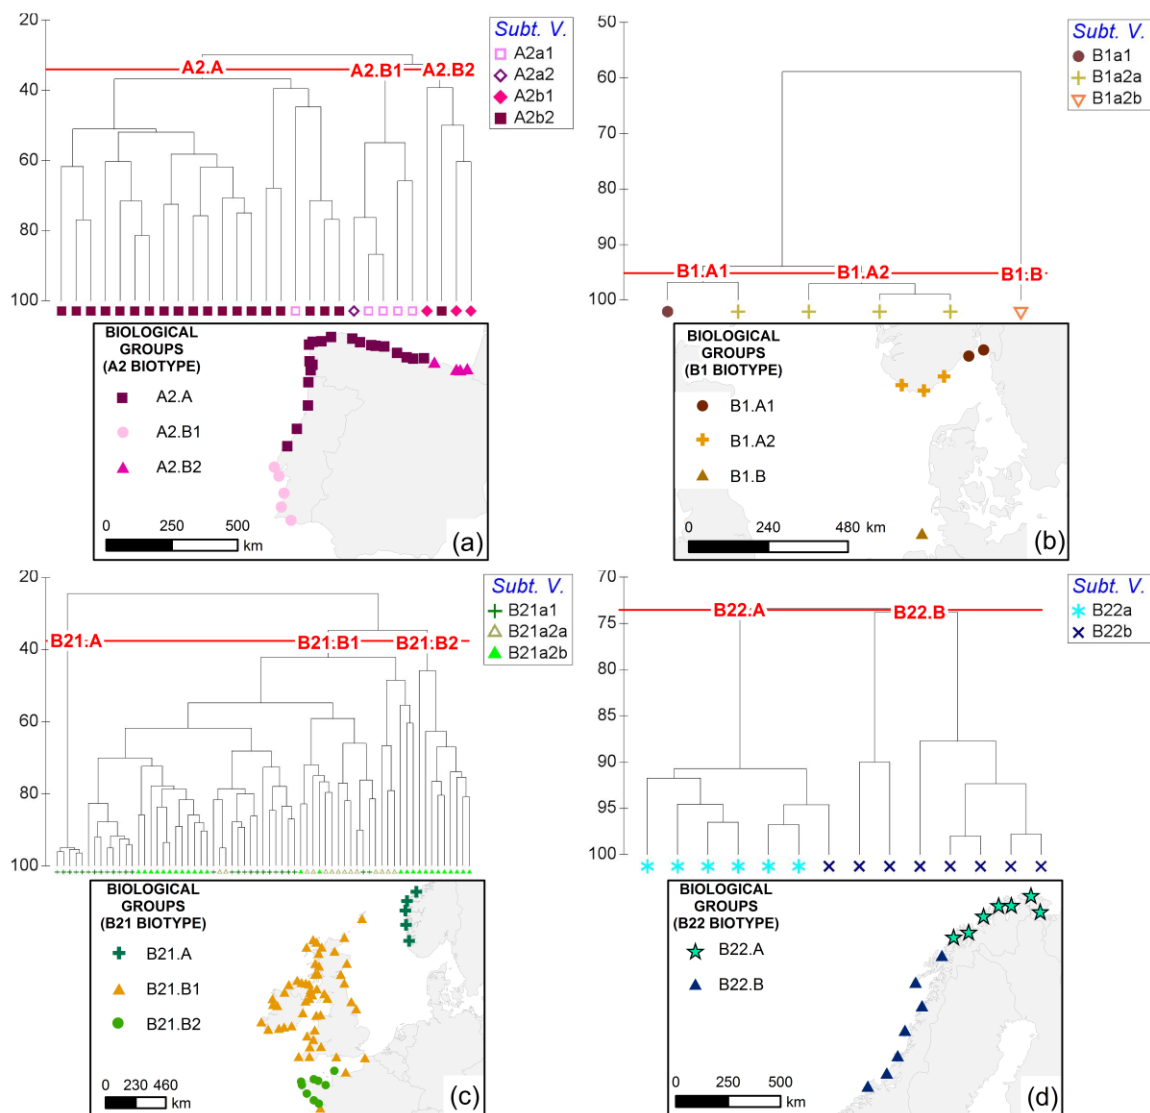 20
40
60
80
100
A2.A
A2.B1
A2.B2
Subt. V.
A2a1
A2a2
A2b1
A2b2
BIOLOGICAL
GROUPS
(A2 BIOTYPE)
A2.A
A2.B1
A2.B2
0 250 500
km
(a)
50
60
70
80
90
100
B1.A1
B1.A2
B1.B
Subt. V.
B1a1
B1a2a
B1a2b
BIOLOGICAL
GROUPS
(B1 BIOTYPE)
B1.A1
B1.A2
B1.B
0 240 480 km
(b)
20
40
60
80
100
B21.A
B21.B1
B21.B2
Subt. V.
B21a1
B21a2a
B21a2b
BIOLOGICAL
GROUPS
(B21 BIOTYPE)
B21.A
B21.B1
B21.B2
0 230 460
km
(c)
70
75
80
85
90
95
100
B22.A
B22.B
Subt. V.
B22a
B22b
BIOLOGICAL
GROUPS
(B22 BIOTYPE)
B22.A
B22.B
0 250 500
km
(d)